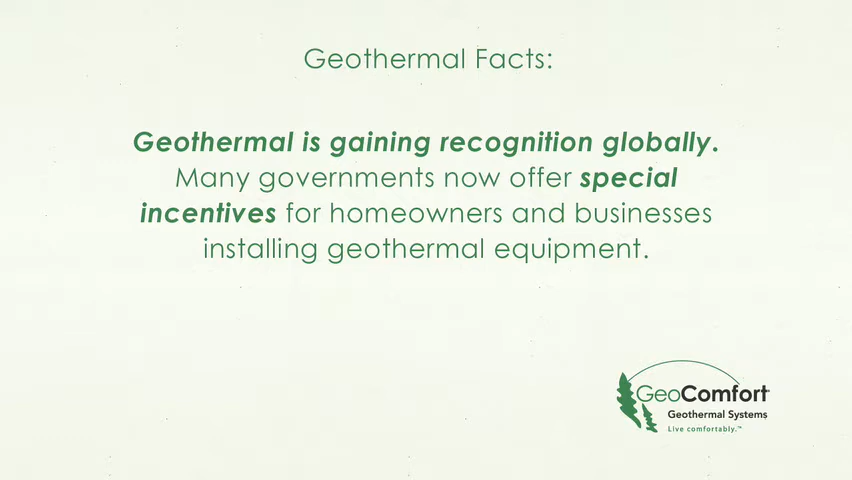 Geothermal Facts:
Geothermal is gaining recognition globally.
Many governments now offer special
incentives for homeowners and businesses
installing geothermal equipment.
GeoComfort
Geothermal Systems
Live comfortably.™